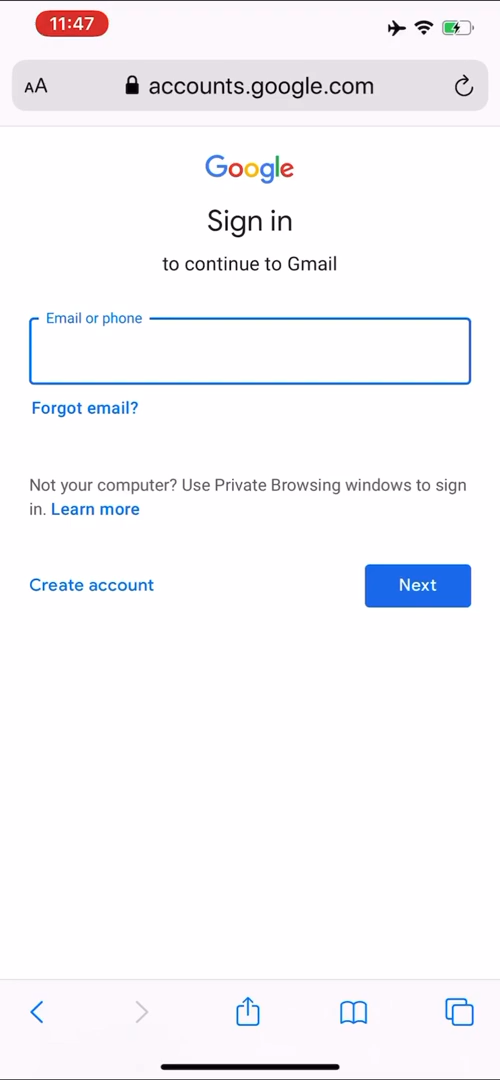 11:47
AA accounts.google.com
Google
Sign in
to continue to Gmail
Email or phone
Forgot email?
Not your computer? Use Private Browsing windows to sign
in. Learn more
Create account Next